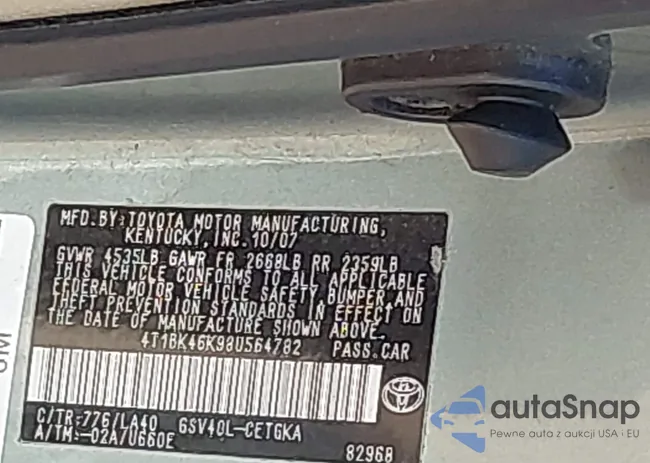 MFD. BY: TOYOTA MOTOR MANUFACTURING,
KENTUCKY, INC. 10/07
GVWR 4535LB GAWR FR 2668LB RR 2359LB
THIS VEHICLE CONFORMS TO ALL APPLICABLE
FEDERAL MOTOR VEHICLE SAFETY, BUMPER AND
THEFT PREVENTION STANDARDS IN EFFECT ON
THE DATE OF MANUFACTURE SHOWN ABOVE.
4T1BK46K98U564782 PASS.CAR
C/TR:776/LA40 GSV40L-CETGKA
A/TM:-02A/U660E
82968
autoSnap
Pewne auta z aukcji USA i EU